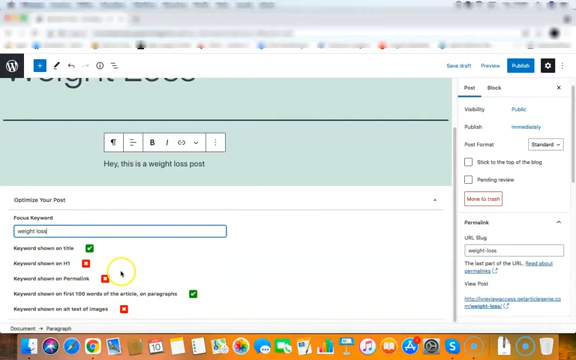 Save draft
Preview
Publish
Weight Loss
Hey, this is a weight loss post
Optimize Your Post
Focus Keyword
weight loss
Keyword shown on title
Keyword shown on H1
Keyword shown on Permalink
Keyword shown on first 100 words of the article, on paragraphs
Keyword shown on alt text of images
Document → Paragraph
Post
Block
Visibility
Public
Publish
Immediately
Post Format
Standard
Stick to the top of the blog
Pending review
Move to trash
Permalink
URL Slug
weight-loss
The last part of the URL. Read about
permalinks
View Post
/weight-loss/